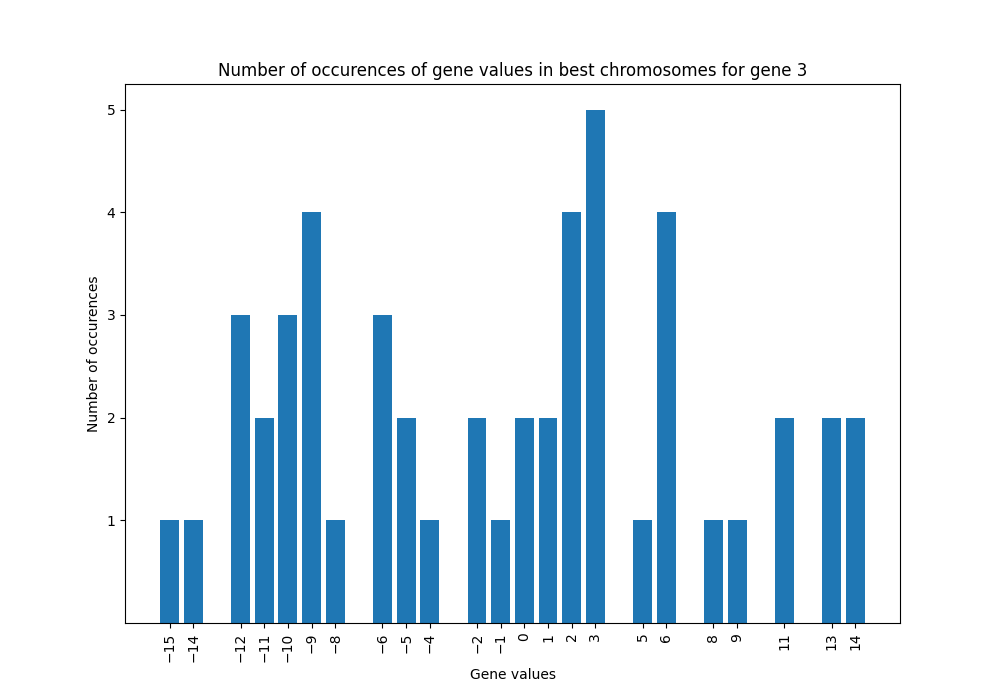 Number of occurences of gene values in best chromosomes for gene 3
Number of occurences
5
4
3
2
1
−15 −14 −12 −11 −10 −9 −8 −6 −5 −4 −2 −1 0 1 2 3 5 6 8 9 11 13 14
Gene values